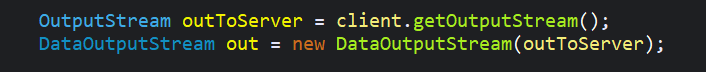 OutputStream outToServer = client.getOutputStream();
DataOutputStream out = new DataOutputStream(outToServer);